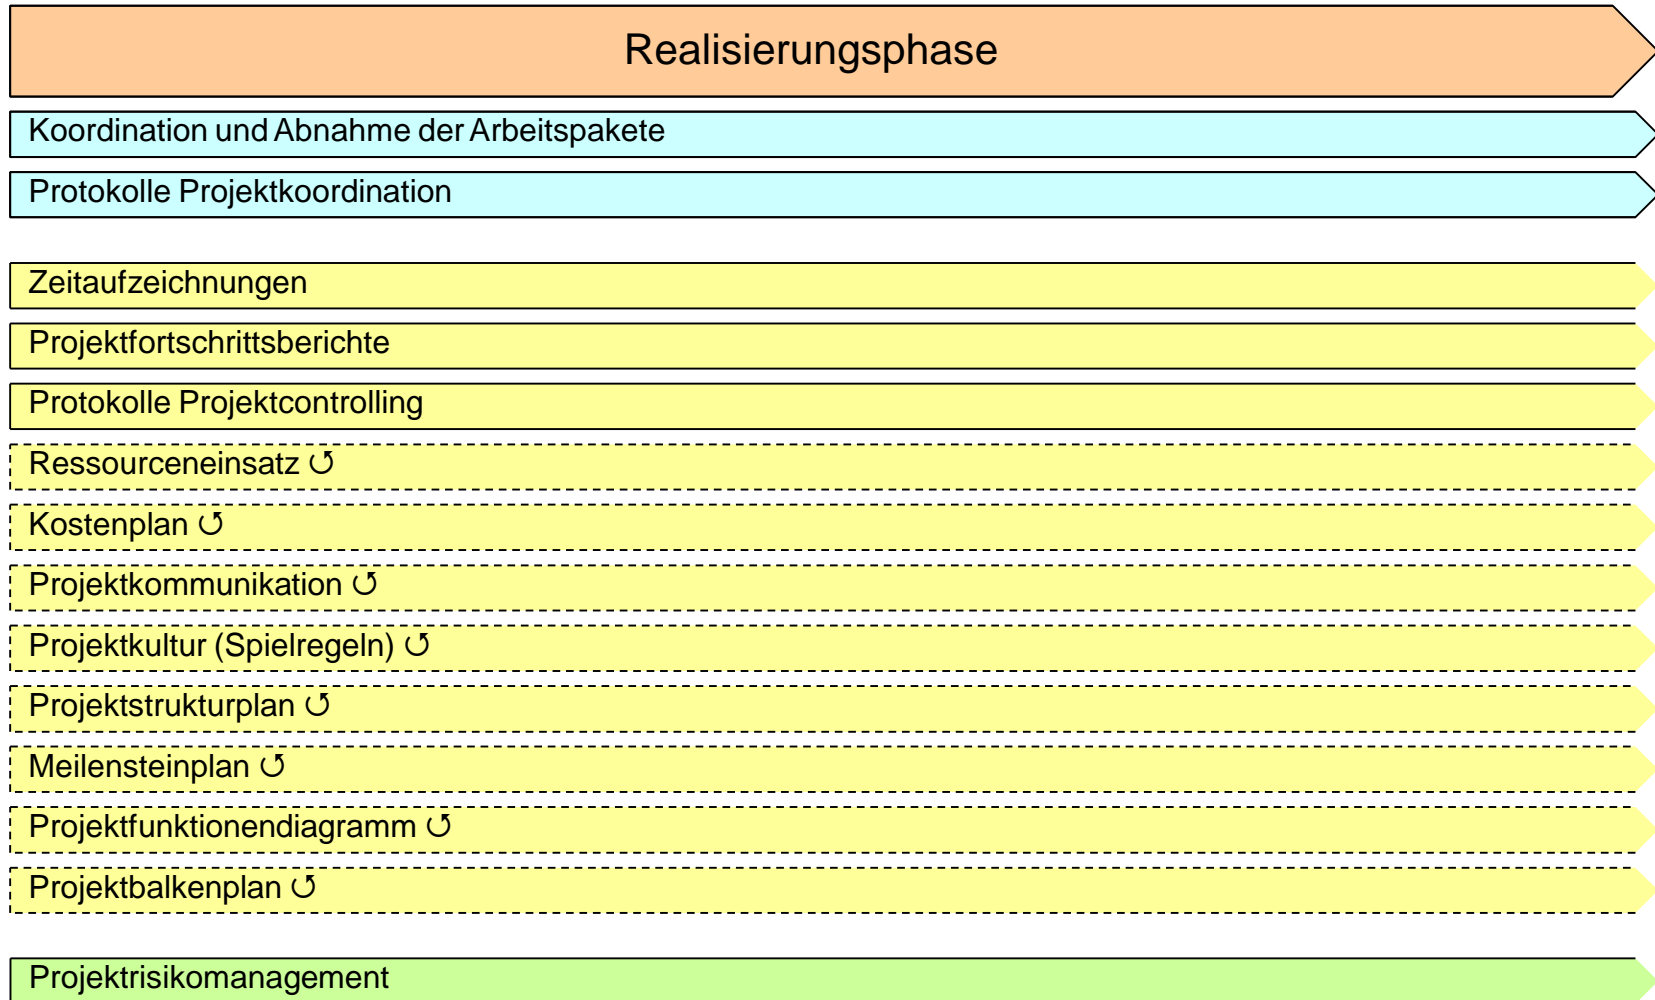 Realisierungsphase
Koordination und Abnahme der Arbeitspakete
Protokolle Projektkoordination
Zeitaufzeichnungen
Projektfortschrittsberichte
Protokolle Projektcontrolling
Ressourceneinsatz ↺
Kostenplan ↺
Projektkommunikation ↺
Projektkultur (Spielregeln) ↺
Projektstrukturplan ↺
Meilensteinplan ↺
Projektfunktionendiagramm ↺
Projektbalkenplan ↺
Projektrisikomanagement